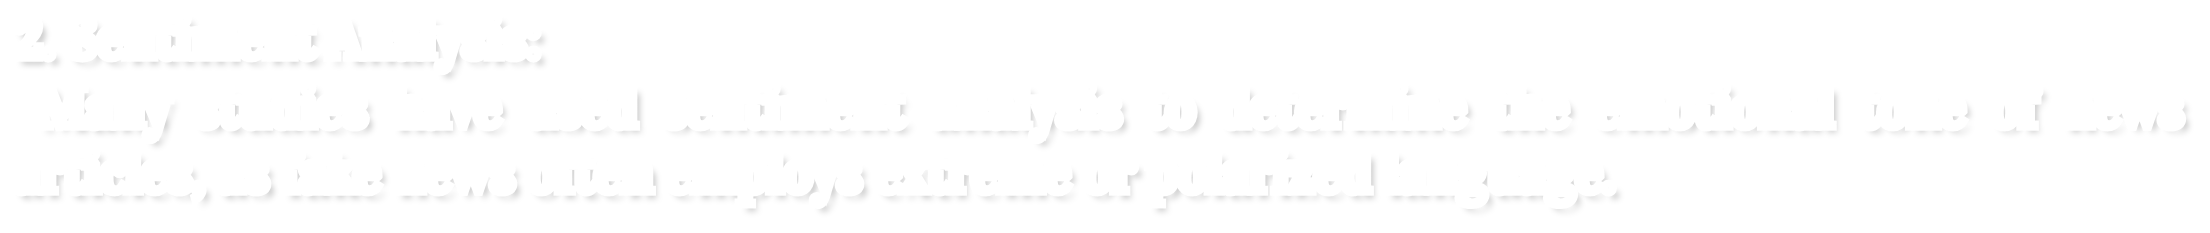 2. Sentiment Analysis:
Many studies have used sentiment analysis to determine the emotional tone of news
articles, as fake news often employs extreme or polarized language.